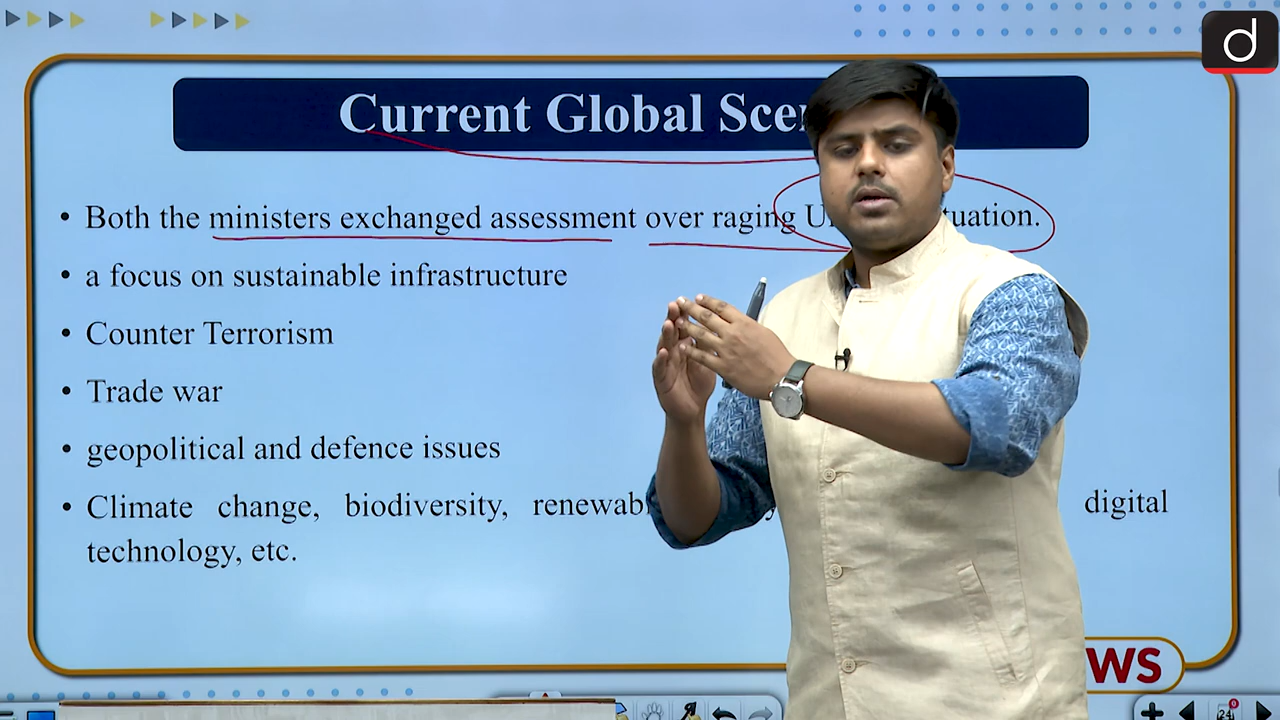 d
Current Global Sce
• Both the ministers exchanged assessment over raging U tuation.
• a focus on sustainable infrastructure
• Counter Terrorism
• Trade war
• geopolitical and defence issues
• Climate change, biodiversity, renewab y digital
technology, etc.
WS
24